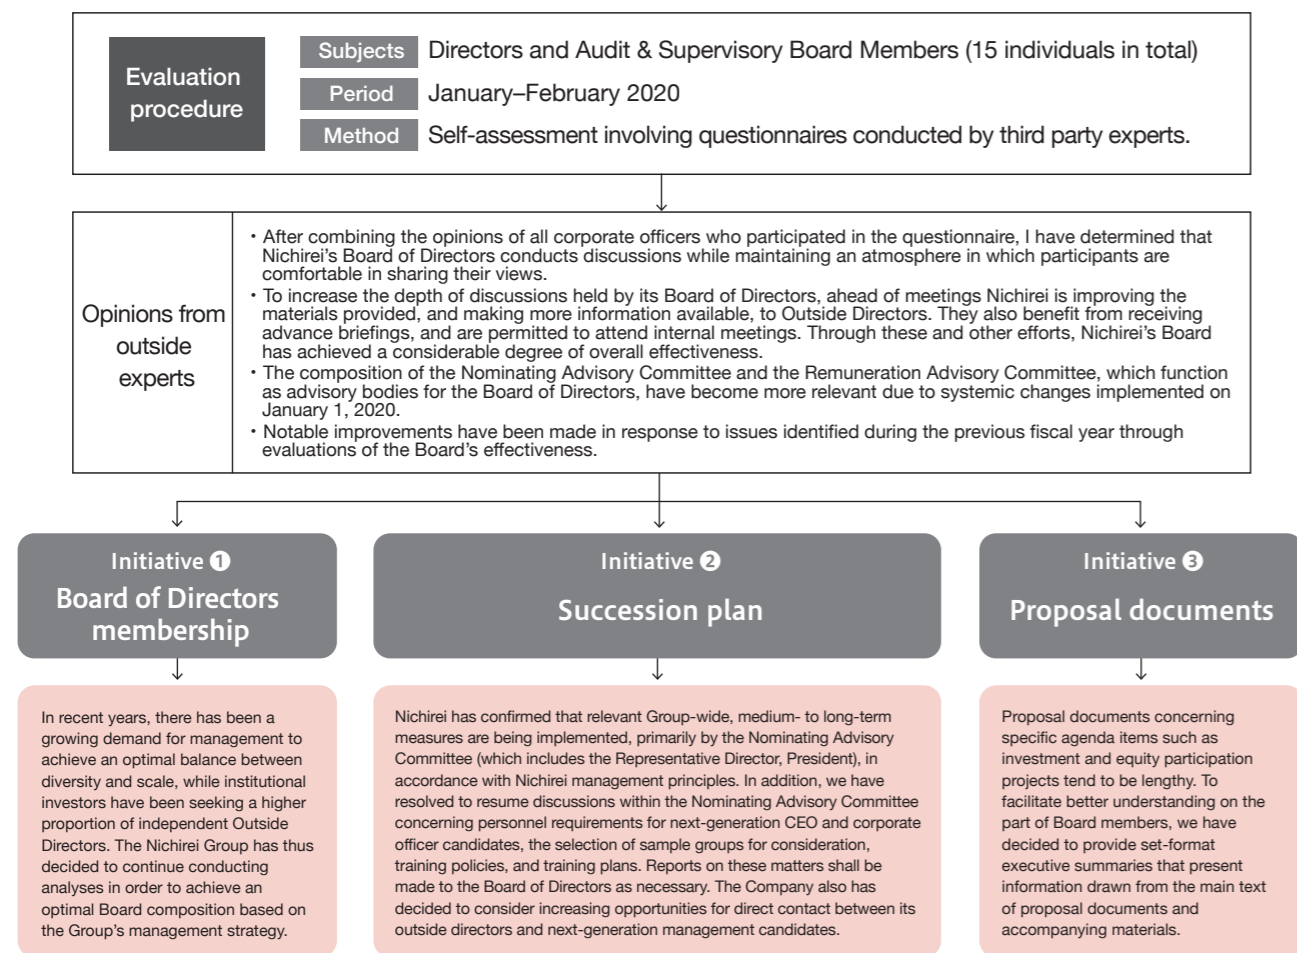 Evaluation
procedure
Subjects Directors and Audit & Supervisory Board Members (15 individuals in total)
Period January–February 2020
Method Self-assessment involving questionnaires conducted by third party experts.
Opinions from
outside
experts
・After combining the opinions of all corporate officers who participated in the questionnaire, I have determined that
Nichirei's Board of Directors conducts discussions while maintaining an atmosphere in which participants are
comfortable in sharing their views.
・To increase the depth of discussions held by its Board of Directors, ahead of meetings Nichirei is improving the
materials provided, and making more information available, to Outside Directors. They also benefit from receiving
advance briefings, and are permitted to attend internal meetings. Through these and other efforts, Nichirei's Board
has achieved a considerable degree of overall effectiveness.
・The composition of the Nominating Advisory Committee and the Remuneration Advisory Committee, which function
as advisory bodies for the Board of Directors, have become more relevant due to systemic changes implemented on
January 1, 2020.
・Notable improvements have been made in response to issues identified during the previous fiscal year through
evaluations of the Board's effectiveness.
Initiative ❶
Board of Directors
membership
In recent years, there has been a
growing demand for management to
achieve an optimal balance between
diversity and scale, while institutional
investors have been seeking a higher
proportion of independent Outside
Directors. The Nichirei Group has thus
decided to continue conducting
analyses in order to achieve an
optimal Board composition based on
the Group's management strategy.
Initiative ❷
Succession plan
Nichirei has confirmed that relevant Group-wide, medium- to long-term
measures are being implemented, primarily by the Nominating Advisory
Committee (which includes the Representative Director, President), in
accordance with Nichirei management principles. In addition, we have
resolved to resume discussions within the Nominating Advisory Committee
concerning personnel requirements for next-generation CEO and corporate
officer candidates, the selection of sample groups for consideration,
training policies, and training plans. Reports on these matters shall be
made to the Board of Directors as necessary. The Company also has
decided to consider increasing opportunities for direct contact between its
outside directors and next-generation management candidates.
Initiative ❸
Proposal documents
Proposal documents concerning
specific agenda items such as
investment and equity participation
projects tend to be lengthy. To
facilitate better understanding on the
part of Board members, we have
decided to provide set-format
executive summaries that present
information drawn from the main text
of proposal documents and
accompanying materials.